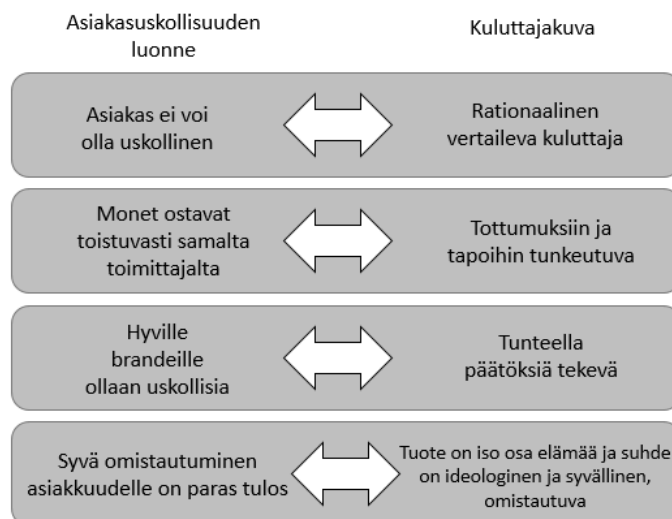 Asiakasuskollisuuden
luonne
Kuluttajakuva
Asiakas ei voi
olla uskollinen
Rationaalinen
vertaileva kuluttaja
Monet ostavat
toistuvasti samalta
toimittajalta
Tottumuksiin ja
tapoihin tunkeutuva
Hyville
brandeille
ollaan uskollisia
Tunteella
päätöksiä tekevä
Syvä omistautuminen
asiakkuudelle on paras tulos
Tuote on iso osa elämää ja suhde
on ideologinen ja syvällinen,
omistautuva